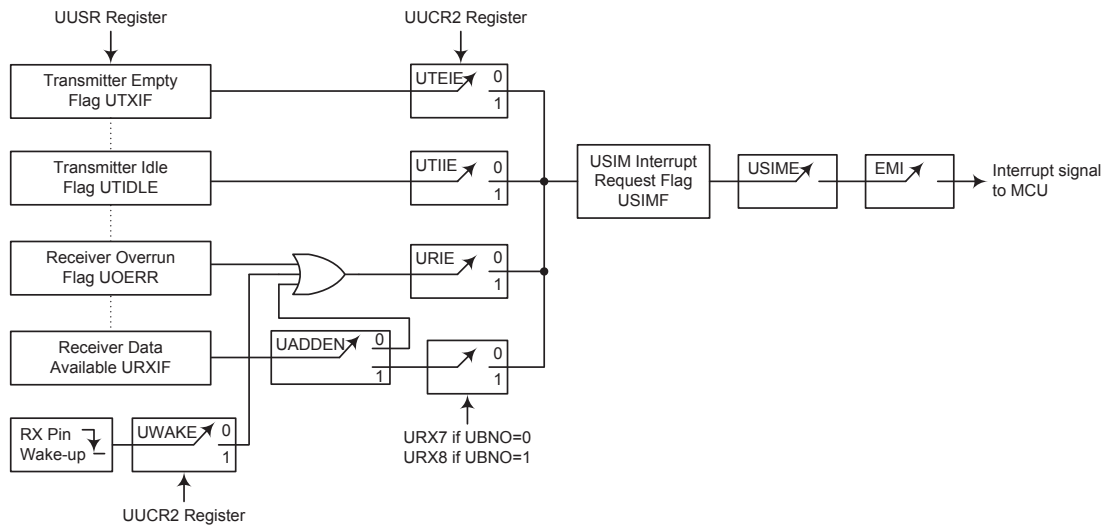 UUSR Register
UUCR2 Register
Transmitter Empty
Flag UTXIF
UTEIE
0
1
Transmitter Idle
Flag UTIDLE
UTIIE
0
1
USIM Interrupt
Request Flag
USIMF
USIME
EMI
Interrupt signal
to MCU
Receiver Overrun
Flag UOERR
URIE
0
1
Receiver Data
Available URXIF
UADDEN
0
1
0
1
RX Pin
Wake-up
UWAKE
0
1
URX7 if UBNO=0
URX8 if UBNO=1
UUCR2 Register